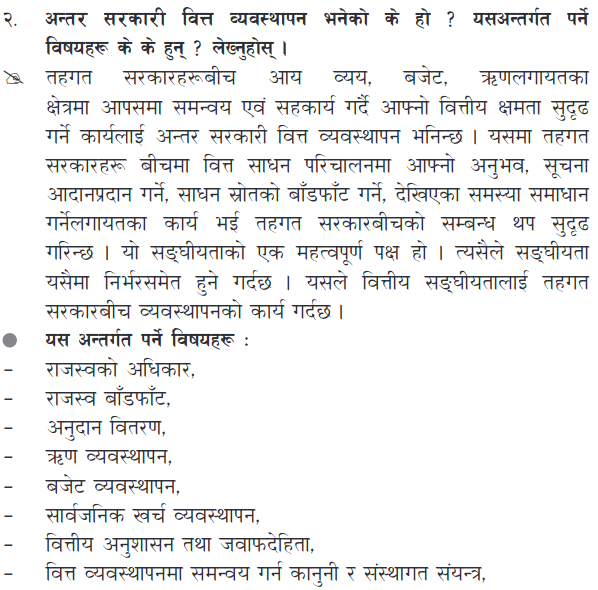 २. अन्तर सरकारी वित्त व्यवस्थापन भनेको के हो ? यसअन्तर्गत पर्ने
विषयहरू के के हुन् ? लेख्नुहोस् ।
तहगत सरकारहरूबीच आय व्यय, बजेट, ऋणलगायतका
क्षेत्रमा आपसमा समन्वय एवं सहकार्य गर्दै आफ्नो वित्तीय क्षमता सुदृढ
गर्ने कार्यलाई अन्तर सरकारी वित्त व्यवस्थापन भनिन्छ । यसमा तहगत
सरकारहरू बीचमा वित्त साधन परिचालनमा आफ्नो अनुभव, सूचना
आदानप्रदान गर्ने, साधन स्रोतको बाँडफाँट गर्ने, देखिएका समस्या समाधान
गर्नेलगायतका कार्य भई तहगत सरकारबीचको सम्बन्ध थप सुदृढ
गरिन्छ । यो सङ्घीयताको एक महत्वपूर्ण पक्ष हो । त्यसैले सङ्घीयता
यसैमा निर्भरसमेत हुने गर्दछ । यसले वित्तीय सङ्घीयतालाई तहगत
सरकारबीच व्यवस्थापनको कार्य गर्दछ ।
● यस अन्तर्गत पर्ने विषयहरू :
– राजस्वको अधिकार,
– राजस्व बाँडफाँट,
– अनुदान वितरण,
– ऋण व्यवस्थापन,
– बजेट व्यवस्थापन,
– सार्वजनिक खर्च व्यवस्थापन,
– वित्तीय अनुशासन तथा जवाफदेहिता,
– वित्त व्यवस्थापनमा समन्वय गर्न कानुनी र संस्थागत संयन्त्र,